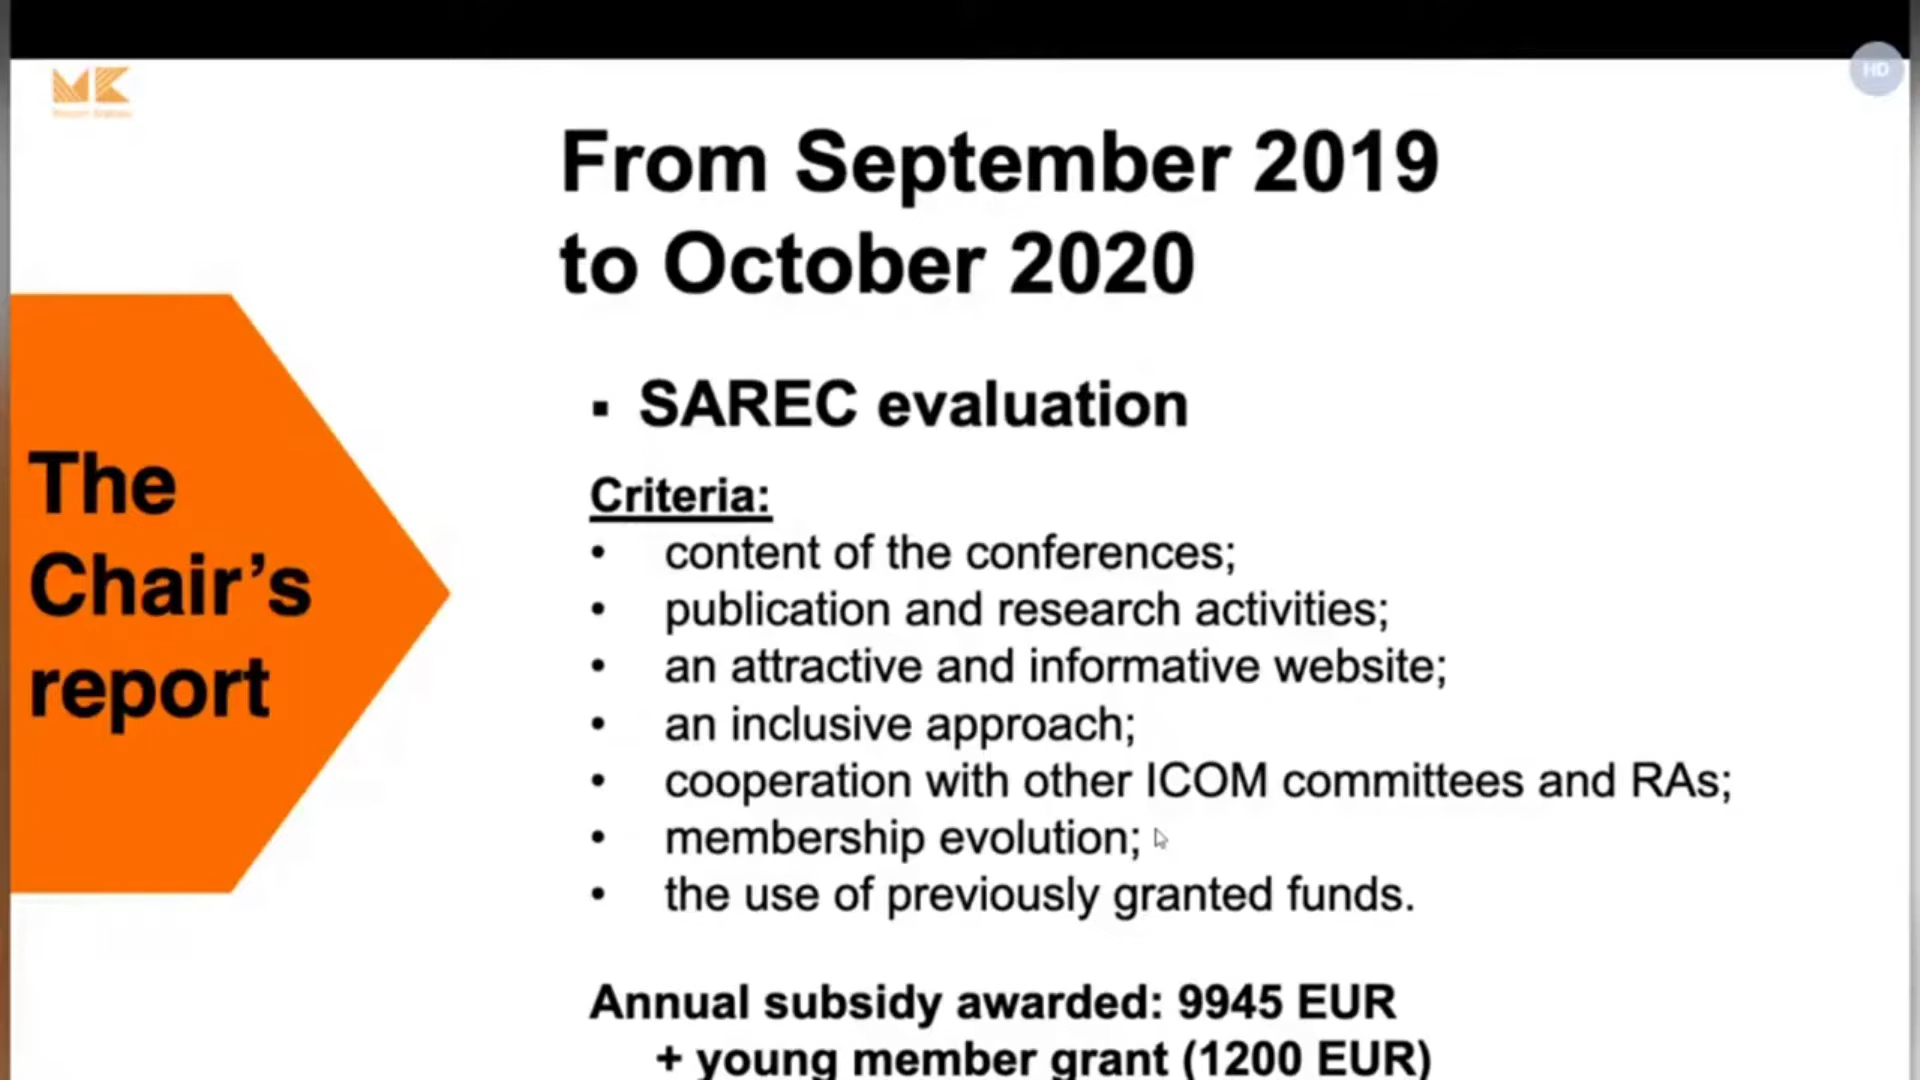 MK
HD
From September 2019
to October 2020
The
Chair’s
report
▪ SAREC evaluation
Criteria:
• content of the conferences;
• publication and research activities;
• an attractive and informative website;
• an inclusive approach;
• cooperation with other ICOM committees and RAs;
• membership evolution;
• the use of previously granted funds.
Annual subsidy awarded: 9945 EUR
+ young member grant (1200 EUR)